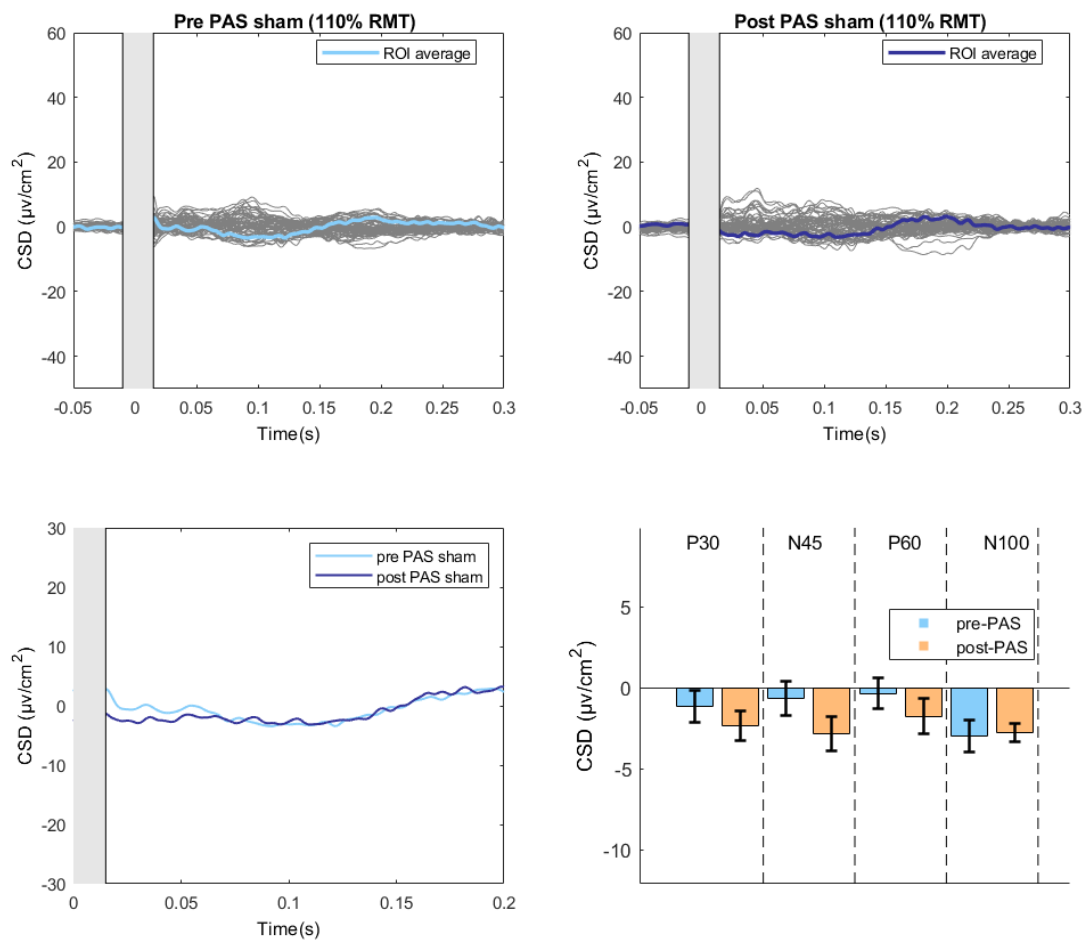 Pre PAS sham (110% RMT)
ROI average
60
40
20
0
-20
-40
CSD (µv/cm²)
-0.05 0 0.05 0.1 0.15 0.2 0.25 0.3
Time(s)
Post PAS sham (110% RMT)
ROI average
60
40
20
0
-20
-40
CSD (µv/cm²)
-0.05 0 0.05 0.1 0.15 0.2 0.25 0.3
Time(s)
pre PAS sham
post PAS sham
30
20
10
0
-10
-20
-30
CSD (µv/cm²)
0 0.05 0.1 0.15 0.2
Time(s)
P30 N45 P60 N100
pre-PAS
post-PAS
5
0
-5
-10
CSD (µv/cm²)